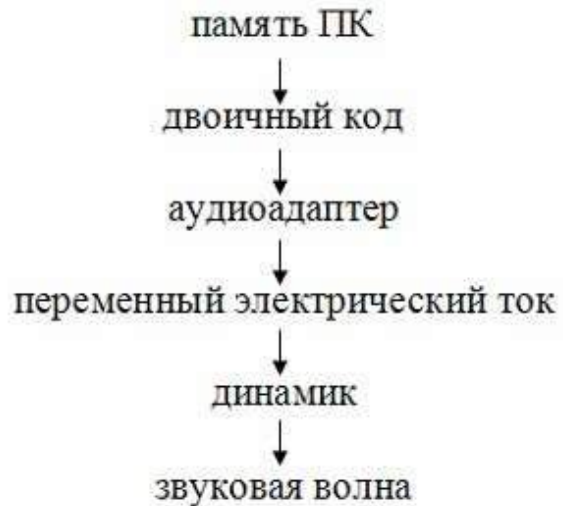 память ПК
двоичный код
аудиоадаптер
переменный электрический ток
динамик
звуковая волна